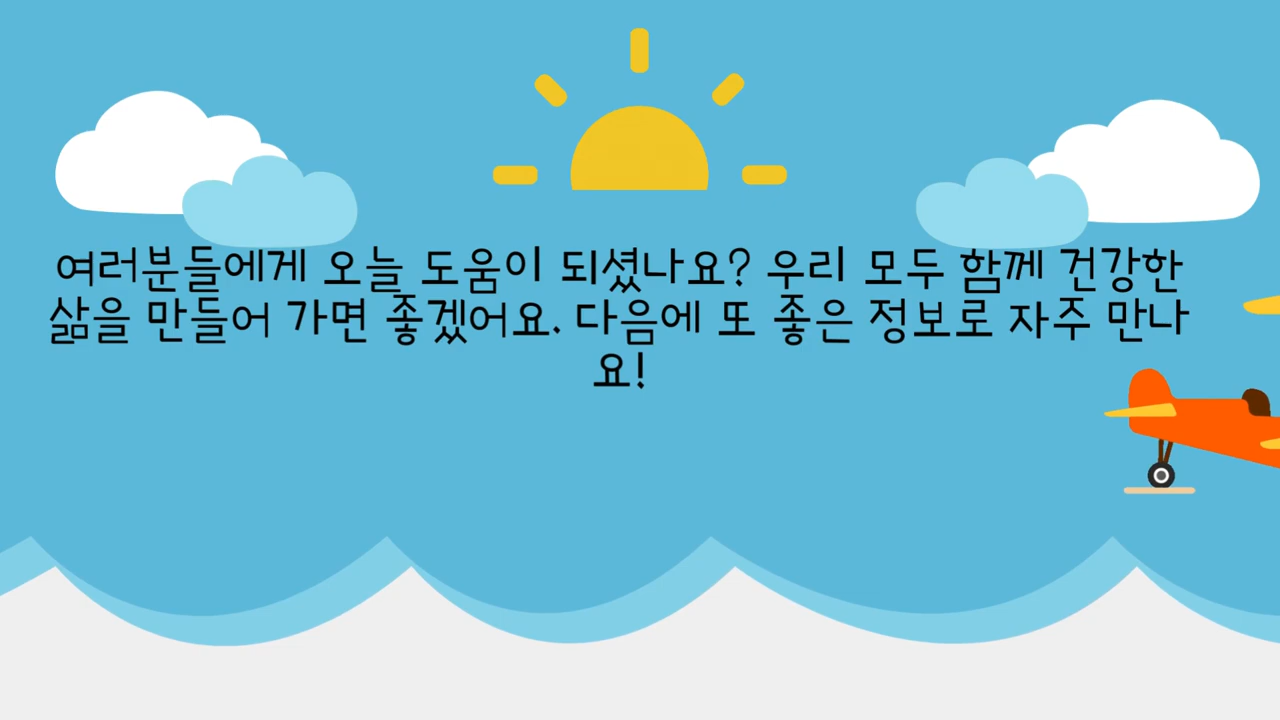 여러분들에게 오늘 도움이 되셨나요? 우리 모두 함께 건강한
삶을 만들어 가면 좋겠어요. 다음에 또 좋은 정보로 자주 만나
요!